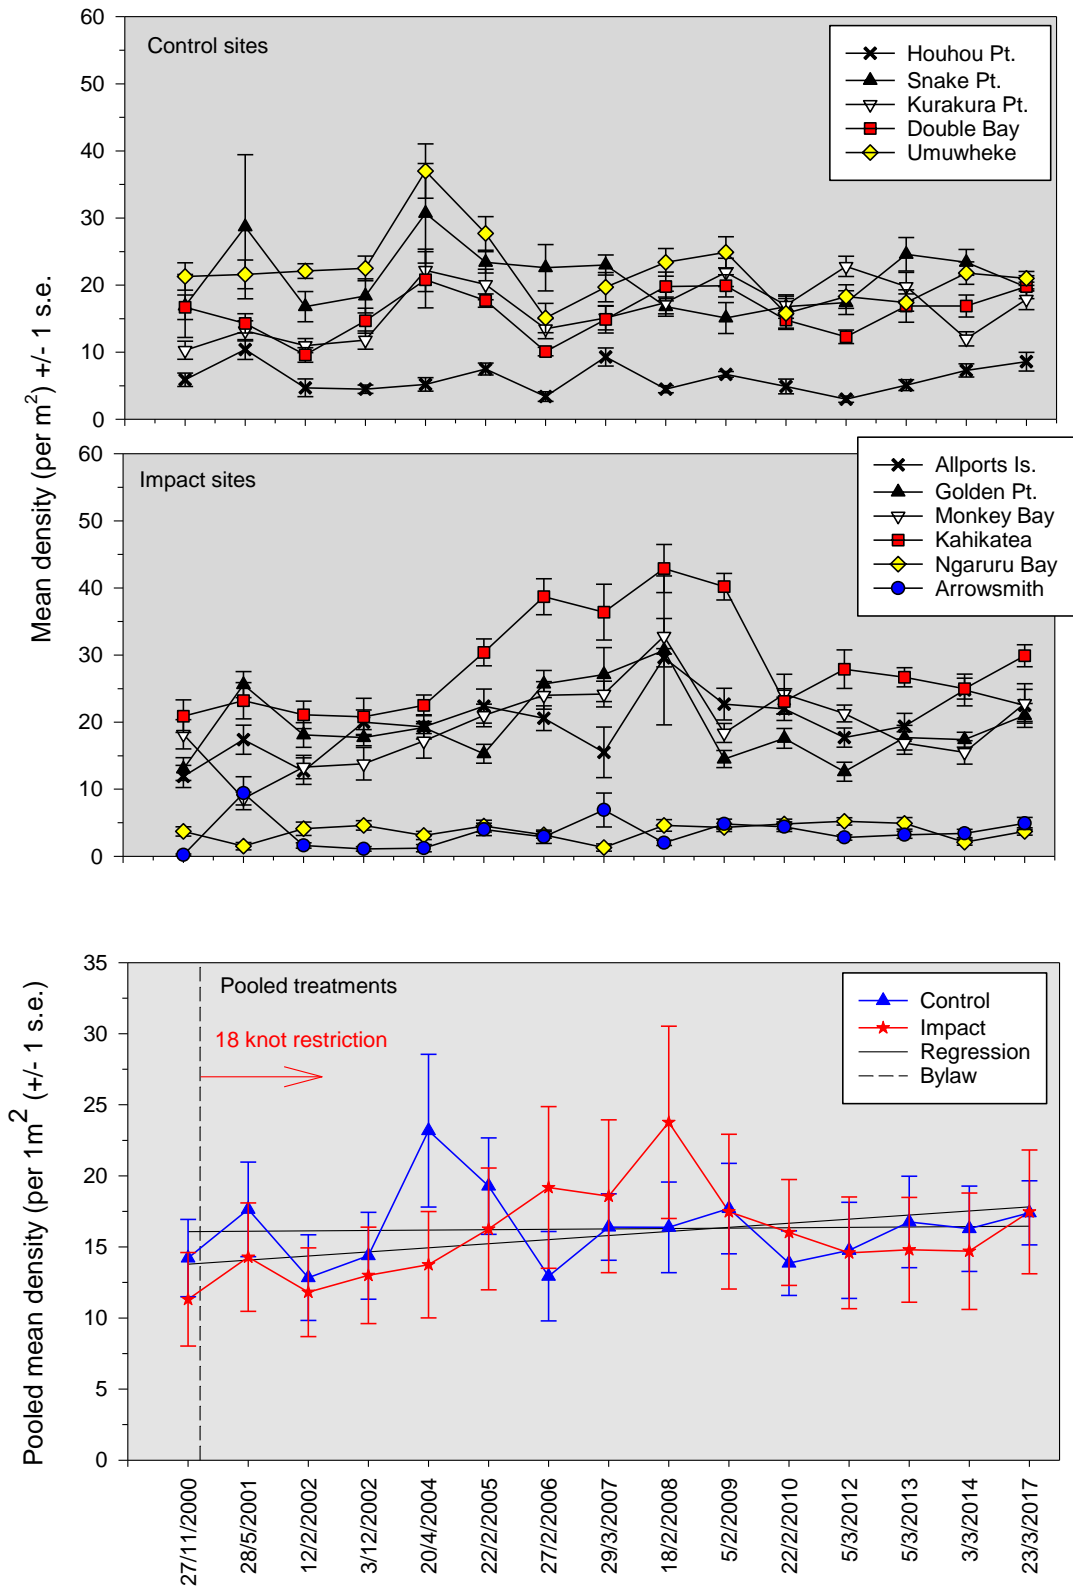 Mean density (per m2) +/- 1 s.e.
60
50
40
30
20
10
0
Control sites
Houhou Pt.
Snake Pt.
Kurakura Pt.
Double Bay
Umuwheke
60
50
40
30
20
10
0
Impact sites
Allports Is.
Golden Pt.
Monkey Bay
Kahikatea
Ngaruru Bay
Arrowsmith
Pooled mean density (per 1m2 (+/- 1 s.e.)
35
30
25
20
15
10
5
0
Pooled treatments
18 knot restriction
Control
Impact
Regression
Bylaw
27/11/2000
28/5/2001
12/2/2002
3/12/2002
20/4/2004
22/2/2005
27/2/2006
29/3/2007
18/2/2008
5/2/2009
22/2/2010
5/3/2012
5/3/2013
3/3/2014
23/3/2017